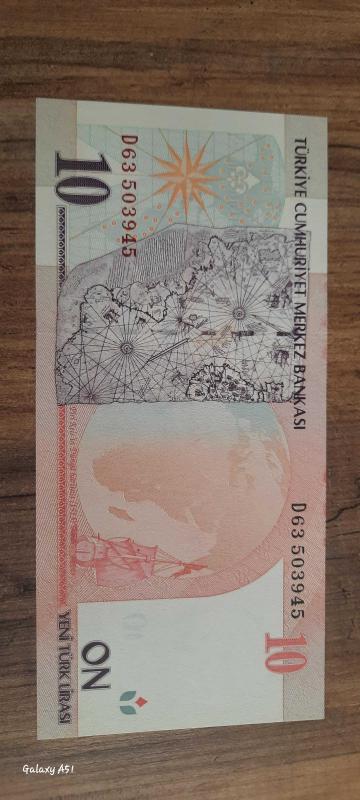 TÜRKİYE CUMHURİYET MERKEZ BANKASI
D63 503945
10
D63 503945
10
ON
YENİ TÜRK LİRASI
Galaxy A51